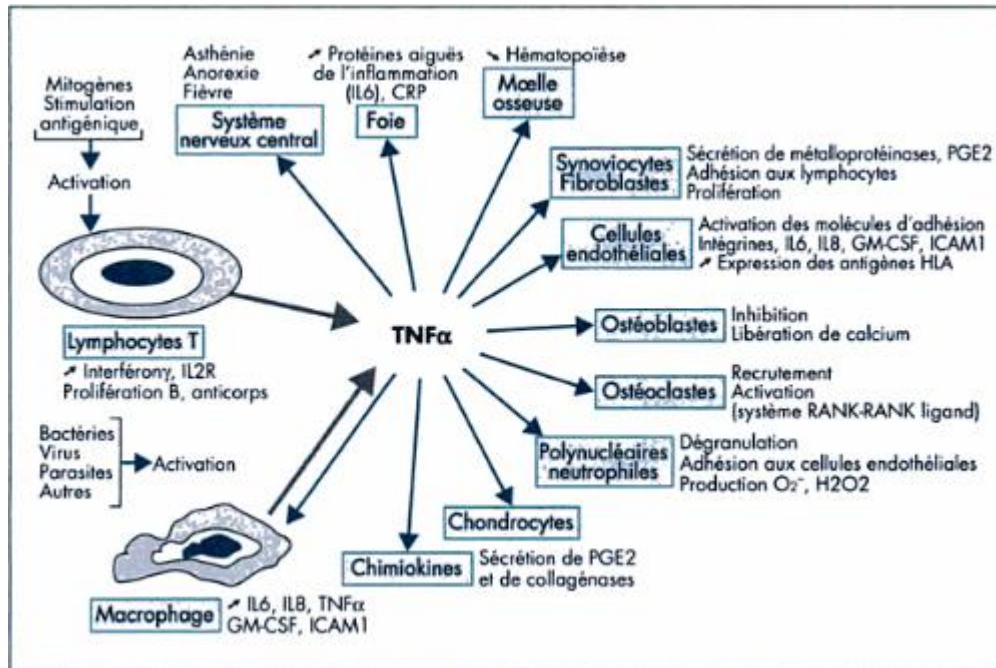 Mitogènes
Stimulation
antigénique
Activation
Asthénie
Anorexie
Fièvre
Système
nerveux central
↗ Protéines aiguës
de l'inflammation
(IL6), CRP
Foie
↘ Hématopoïèse
Mœlle
osseuse
Synoviocytes
Fibroblastes
Sécrétion de métalloprotéinases, PGE2
Adhésion aux lymphocytes
Prolifération
Cellules
endothéliales
Activation des molécules d'adhésion
Intégrines, IL6, IL8, GM-CSF, ICAM1
↗ Expression des antigènes HLA
TNFα
Ostéoblastes
Inhibition
Libération de calcium
Ostéoclastes
Recrutement
Activation
(système RANK-RANK ligand)
Polynucléaires
neutrophiles
Dégranulation
Adhésion aux cellules endothéliales
Production O₂⁻, H2O2
Chondrocytes
Chimiokines
Sécrétion de PGE2
et de collagénases
Lymphocytes T
↗ Interférony, IL2R
Prolifération B, anticorps
Bactéries
Virus
Parasites
Autres
Activation
Macrophage
↗ IL6, IL8, TNFα
GM-CSF, ICAM1